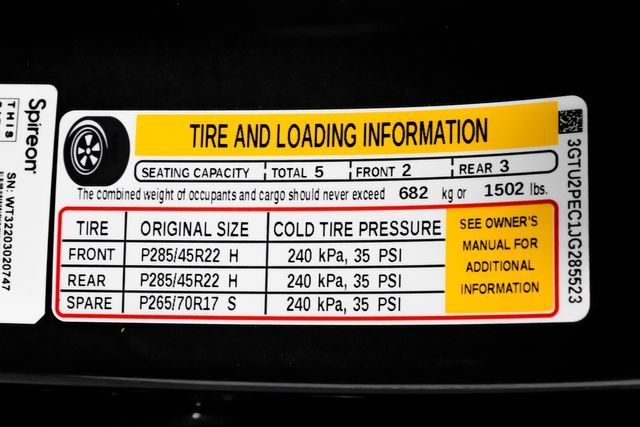 Spireon
THIS
SN: WT32203020747
TIRE AND LOADING INFORMATION
SEATING CAPACITY TOTAL 5 FRONT 2 REAR 3
The combined weight of occupants and cargo should never exceed 682 kg or 1502 lbs.
TIRE ORIGINAL SIZE COLD TIRE PRESSURE
FRONT P285/45R22 H 240 kPa, 35 PSI
REAR P285/45R22 H 240 kPa, 35 PSI
SPARE P265/70R17 S 240 kPa, 35 PSI
SEE OWNER'S
MANUAL FOR
ADDITIONAL
INFORMATION
3GTU2PEC1JG285523